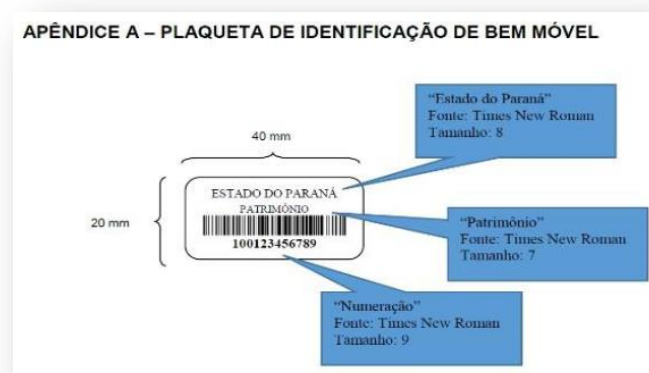 APÊNDICE A – PLAQUETA DE IDENTIFICAÇÃO DE BEM MÓVEL
"Estado do Paraná"
Fonte: Times New Roman
Tamanho: 8
40 mm
20 mm
ESTADO DO PARANÁ
PATRIMÔNIO
100123456789
"Patrimônio"
Fonte: Times New Roman
Tamanho: 7
"Numeração"
Fonte: Times New Roman
Tamanho: 9